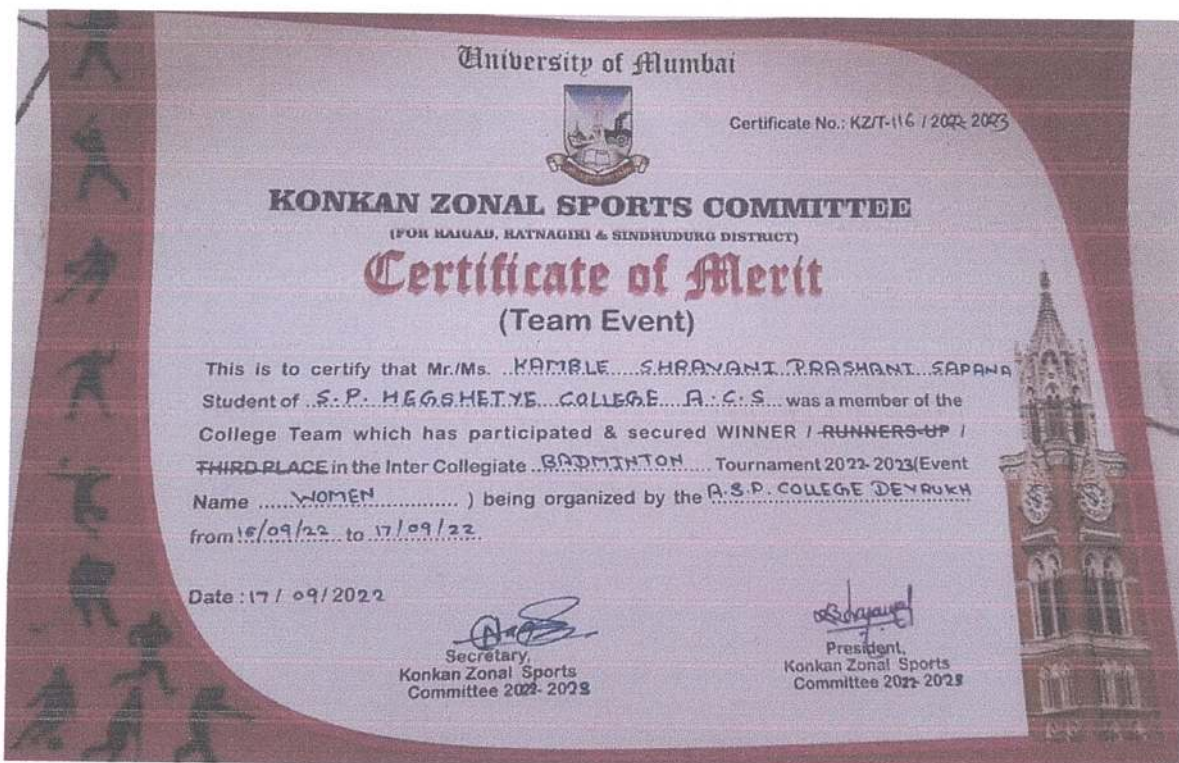 University of Mumbai
Certificate No.: KZ/T-116 / 2022-2023
KONKAN ZONAL SPORTS COMMITTEE
(FOR RAIGAD, RATNAGIRI & SINDHUDURG DISTRICT)
Certificate of Merit
(Team Event)
This is to certify that Mr./Ms. KAMBLE SHRAVANI PRASHANT SAPANA
Student of S.P. HEGSHETYE COLLEGE A.C.S was a member of the
College Team which has participated & secured WINNER / RUNNERS-UP /
THIRD PLACE in the Inter Collegiate BADMINTON Tournament 2022-2023(Event
Name WOMEN ) being organized by the A.S.P. COLLEGE DEVRUKH
from 15/09/22 to 17/09/22
Date : 17 / 09/2022
Secretary,
Konkan Zonal Sports
Committee 2022-2023
President,
Konkan Zonal Sports
Committee 2022-2023